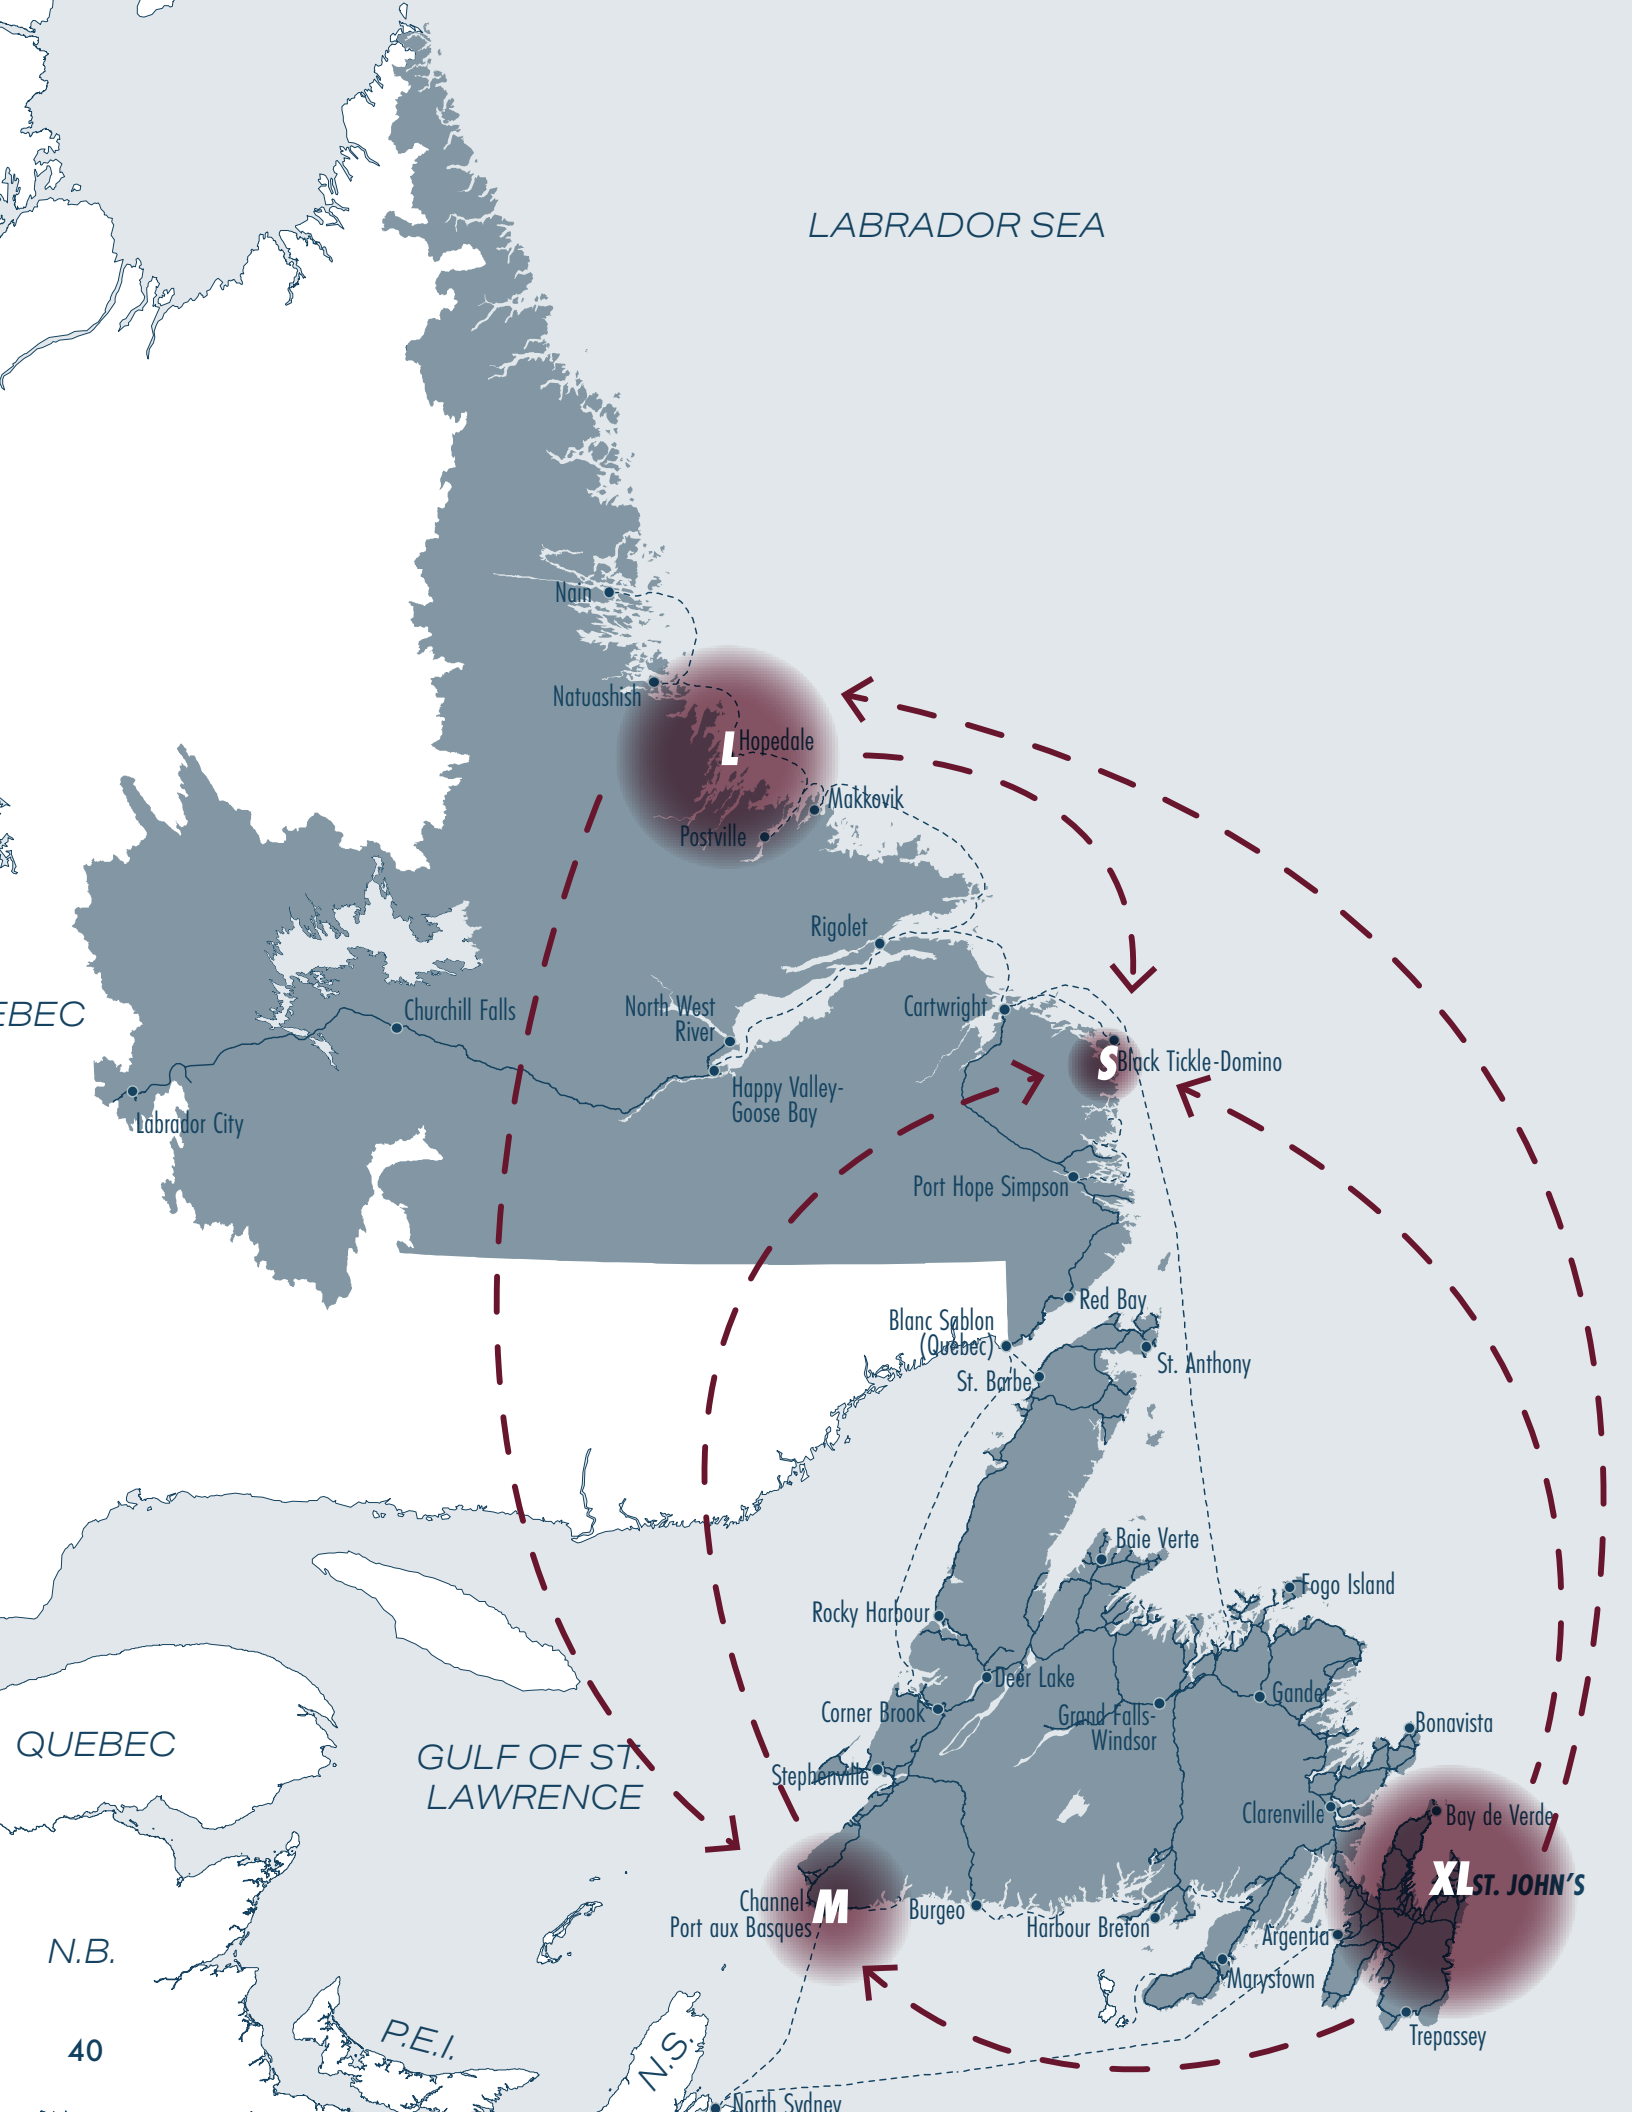 LABRADOR SEA
Nain
Natuashish
L
Hopedale
Makkovik
Postville
Rigolet
North West
River
Churchill Falls
Cartwright
EBEC
S
Black Tickle-Domino
Happy Valley-
Goose Bay
Labrador City
Port Hope Simpson
Red Bay
Blanc Sablon
(Quebec)
St. Anthony
St. Barbe
Baie Verte
Fogo Island
Rocky Harbour
Deer Lake
Gander
Corner Brook
Grand Falls-
Windsor
Bonavista
QUEBEC
GULF OF ST.
LAWRENCE
Stephenville
Clarenville
Bay de Verde
XL
ST. JOHN'S
Channel-
Port aux Basques
M
Burgeo
Harbour Breton
Argentia
N.B.
Marystown
Trepassey
P.E.I.
N.S.
40
North Sydney